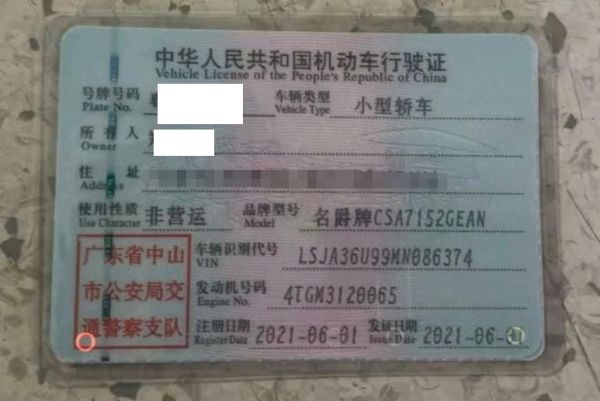 中华人民共和国机动车行驶证
Vehicle License of the People's Republic of China
号牌号码
Plate No.
车辆类型
Vehicle Type
小型轿车
所有人
Owner
住址
Address
使用性质
Use Character
非营运
品牌型号
Model
名爵牌CSA7152GEAN
广东省中山
市公安局交
通警察支队
车辆识别代号
VIN
LSJA36U99MN086374
发动机号码
Engine No.
4TGM3120065
注册日期
Register Date
2021-06-01
发证日期
Issue Date
2021-06-01